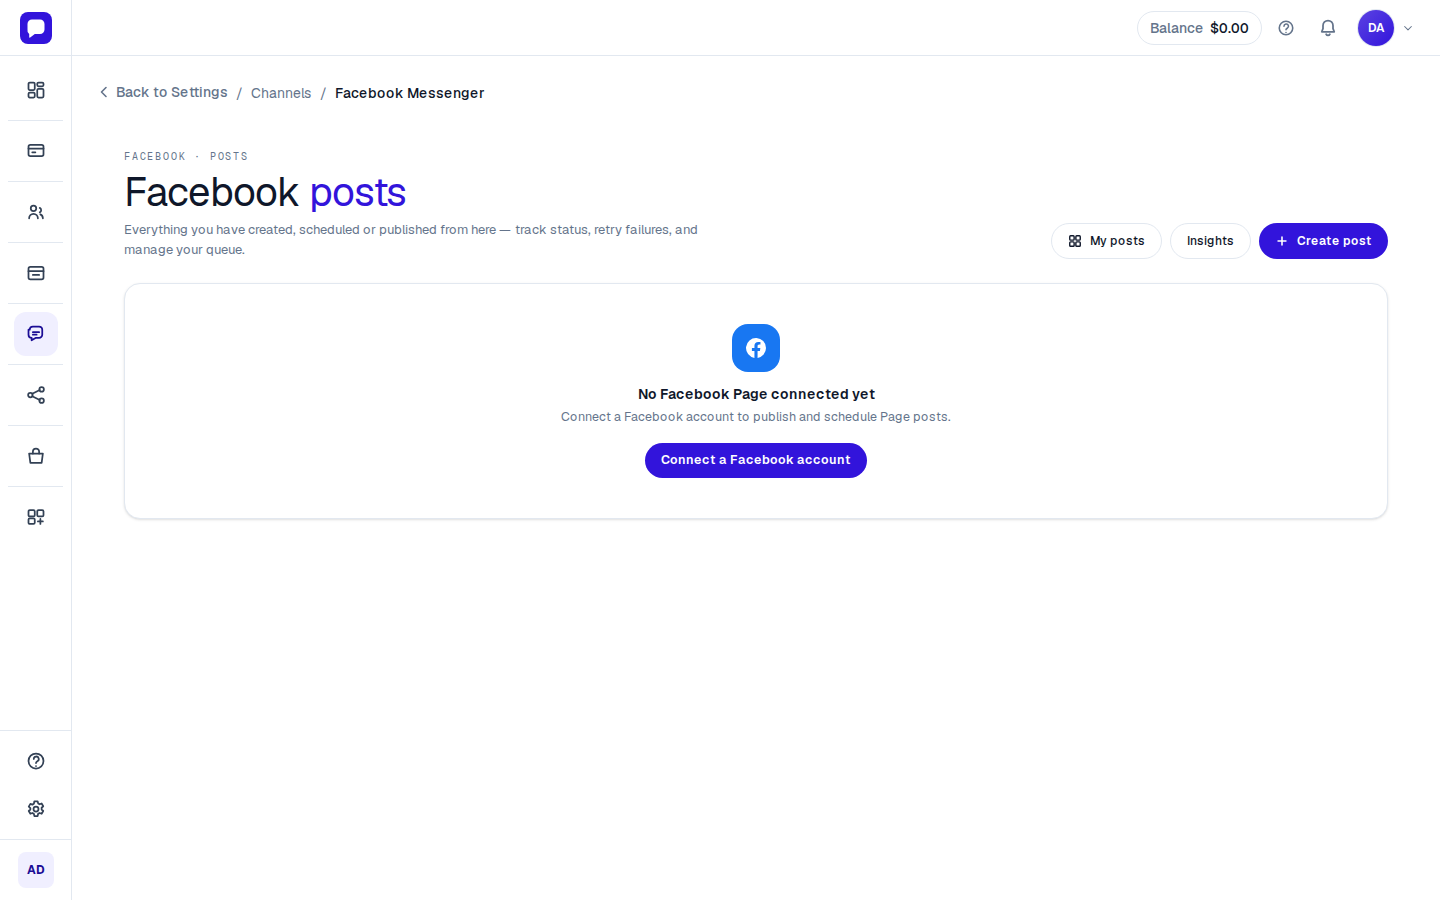 Balance $0.00
DA
Back to Settings / Channels / Facebook Messenger
FACEBOOK · POSTS
Facebook posts
Everything you have created, scheduled or published from here — track status, retry failures, and
manage your queue.
My posts
Insights
Create post
No Facebook Page connected yet
Connect a Facebook account to publish and schedule Page posts.
Connect a Facebook account
AD